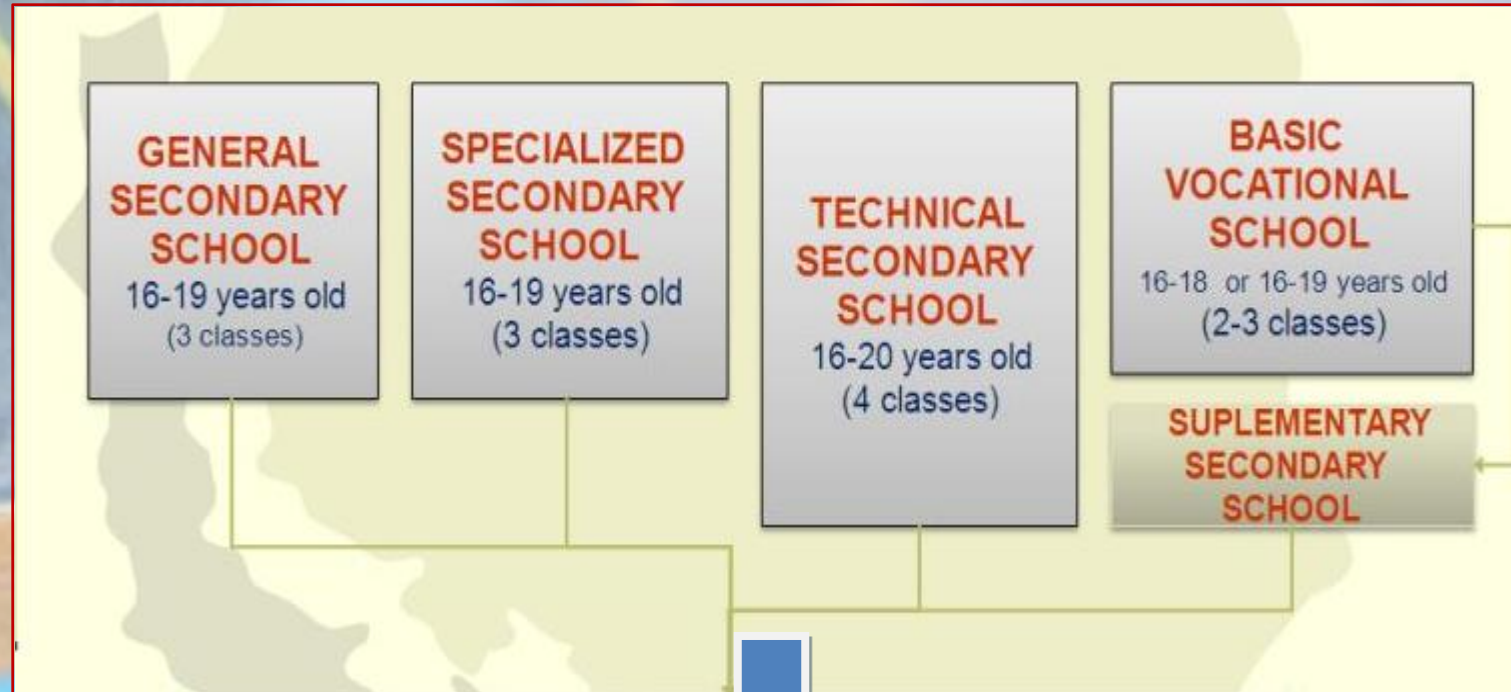 GENERAL
SECONDARY
SCHOOL
16-19 years old
(3 classes)
SPECIALIZED
SECONDARY
SCHOOL
16-19 years old
(3 classes)
TECHNICAL
SECONDARY
SCHOOL
16-20 years old
(4 classes)
BASIC
VOCATIONAL
SCHOOL
16-18 or 16-19 years old
(2-3 classes)
SUPLEMENTARY
SECONDARY
SCHOOL